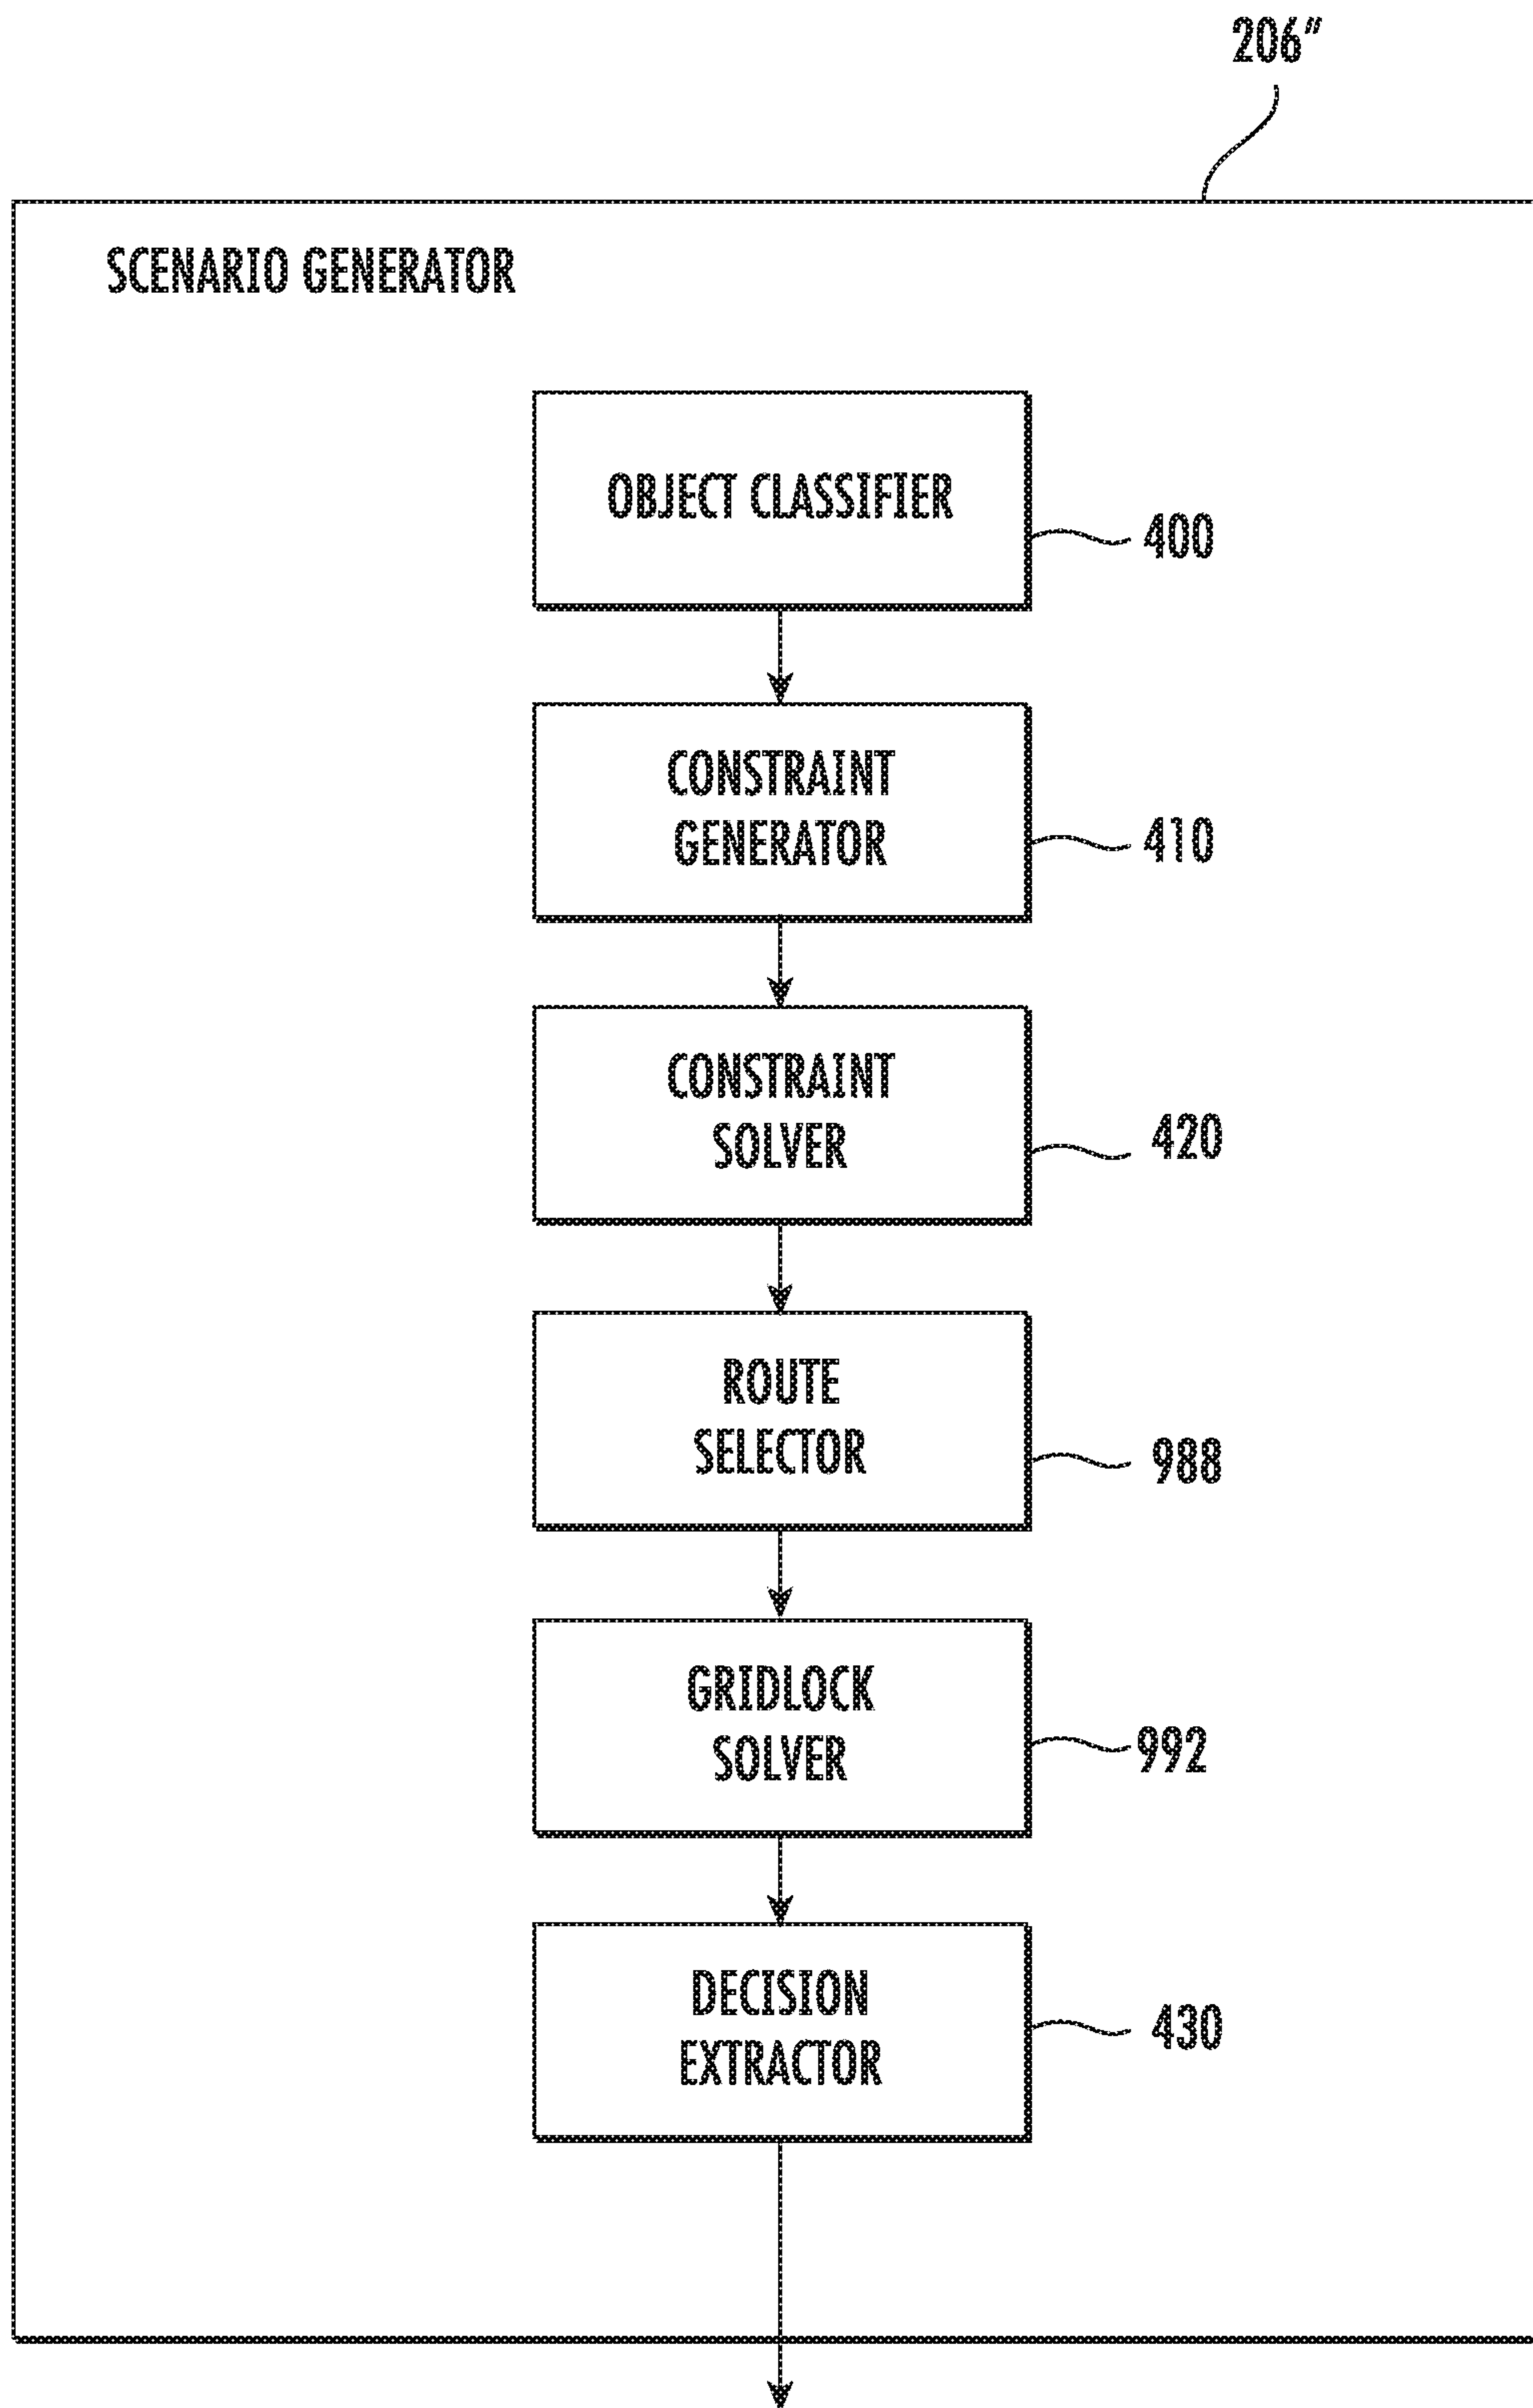 206"
SCENARIO GENERATOR
OBJECT CLASSIFIER
400
CONSTRAINT
GENERATOR
410
CONSTRAINT
SOLVER
420
ROUTE
SELECTOR
988
GRIDLOCK
SOLVER
992
DECISION
EXTRACTOR
430